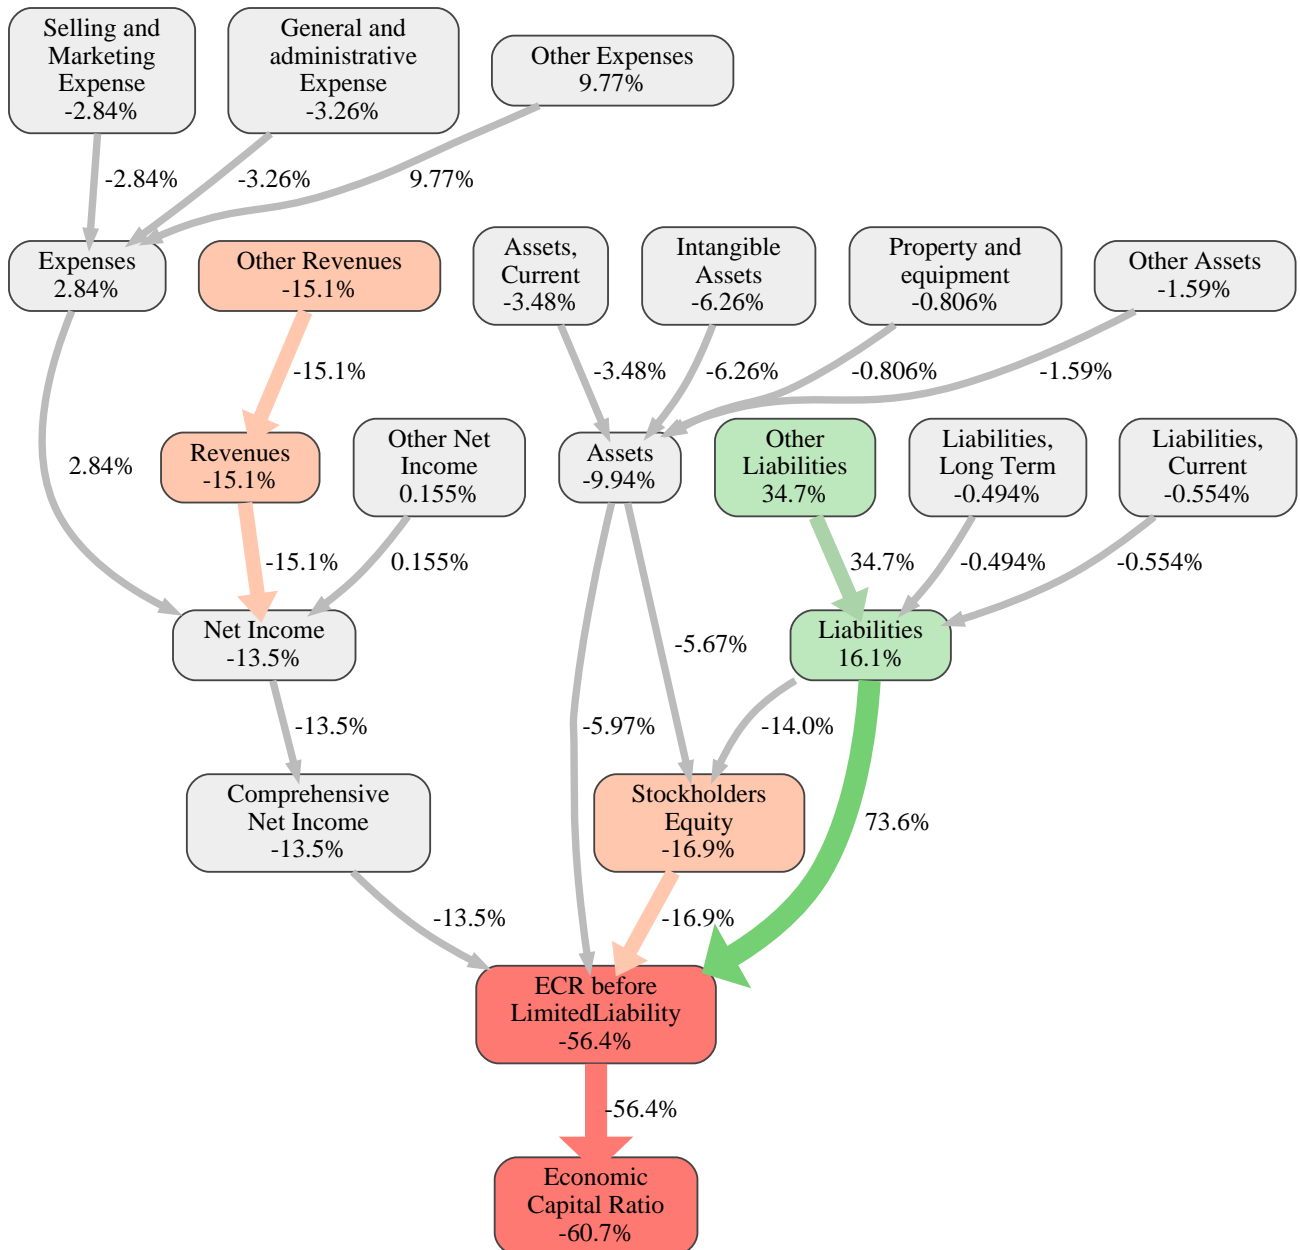 Selling and
Marketing
Expense
-2.84%
General and
administrative
Expense
-3.26%
Other Expenses
9.77%
-2.84%
-3.26%
9.77%
Expenses
2.84%
Other Revenues
-15.1%
Assets,
Current
-3.48%
Intangible
Assets
-6.26%
Property and
equipment
-0.806%
Other Assets
-1.59%
-15.1%
-3.48%
-6.26%
-0.806%
-1.59%
2.84%
Revenues
-15.1%
Other Net
Income
0.155%
Assets
-9.94%
Other
Liabilities
34.7%
Liabilities,
Long Term
-0.494%
Liabilities,
Current
-0.554%
-15.1%
0.155%
34.7%
-0.494%
-0.554%
Net Income
-13.5%
-5.67%
Liabilities
16.1%
-13.5%
-5.97%
-14.0%
Comprehensive
Net Income
-13.5%
Stockholders
Equity
-16.9%
73.6%
-13.5%
-16.9%
ECR before
LimitedLiability
-56.4%
-56.4%
Economic
Capital Ratio
-60.7%